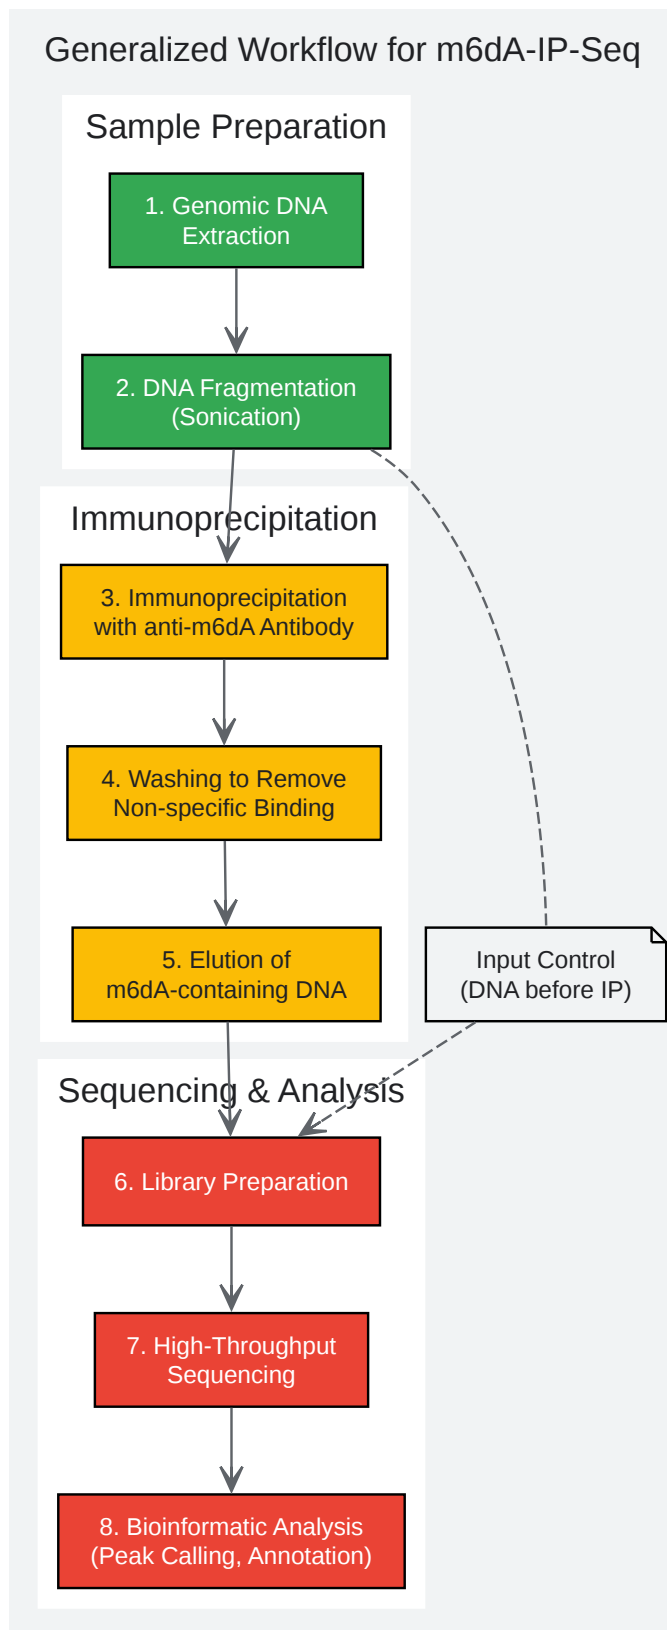 Generalized Workflow for m6dA-IP-Seq
Sample Preparation
1. Genomic DNA
Extraction
2. DNA Fragmentation
(Sonication)
Immunoprecipitation
3. Immunoprecipitation
with anti-m6dA Antibody
4. Washing to Remove
Non-specific Binding
5. Elution of
m6dA-containing DNA
Input Control
(DNA before IP)
Sequencing & Analysis
6. Library Preparation
7. High-Throughput
Sequencing
8. Bioinformatic Analysis
(Peak Calling, Annotation)